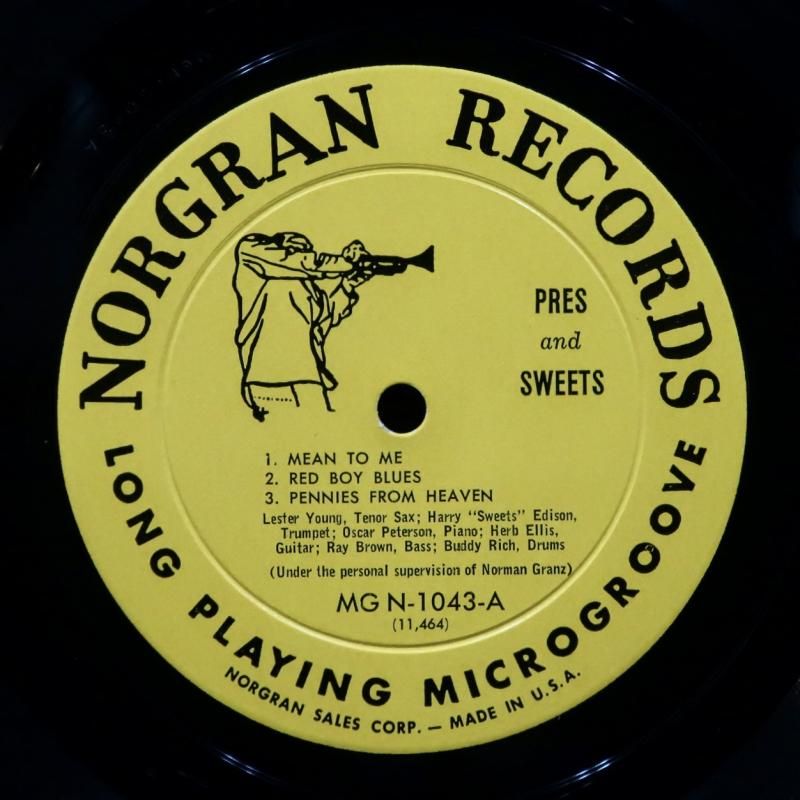 NORGRAN RECORDS
PRES
and
SWEETS
1. MEAN TO ME
2. RED BOY BLUES
3. PENNIES FROM HEAVEN
Lester Young, Tenor Sax; Harry "Sweets" Edison,
Trumpet; Oscar Peterson, Piano; Herb Ellis,
Guitar; Ray Brown, Bass; Buddy Rich, Drums
(Under the personal supervision of Norman Granz)
MG N-1043-A
(11,464)
LONG PLAYING MICROGROOVE
NORGRAN SALES CORP. — MADE IN U.S.A.